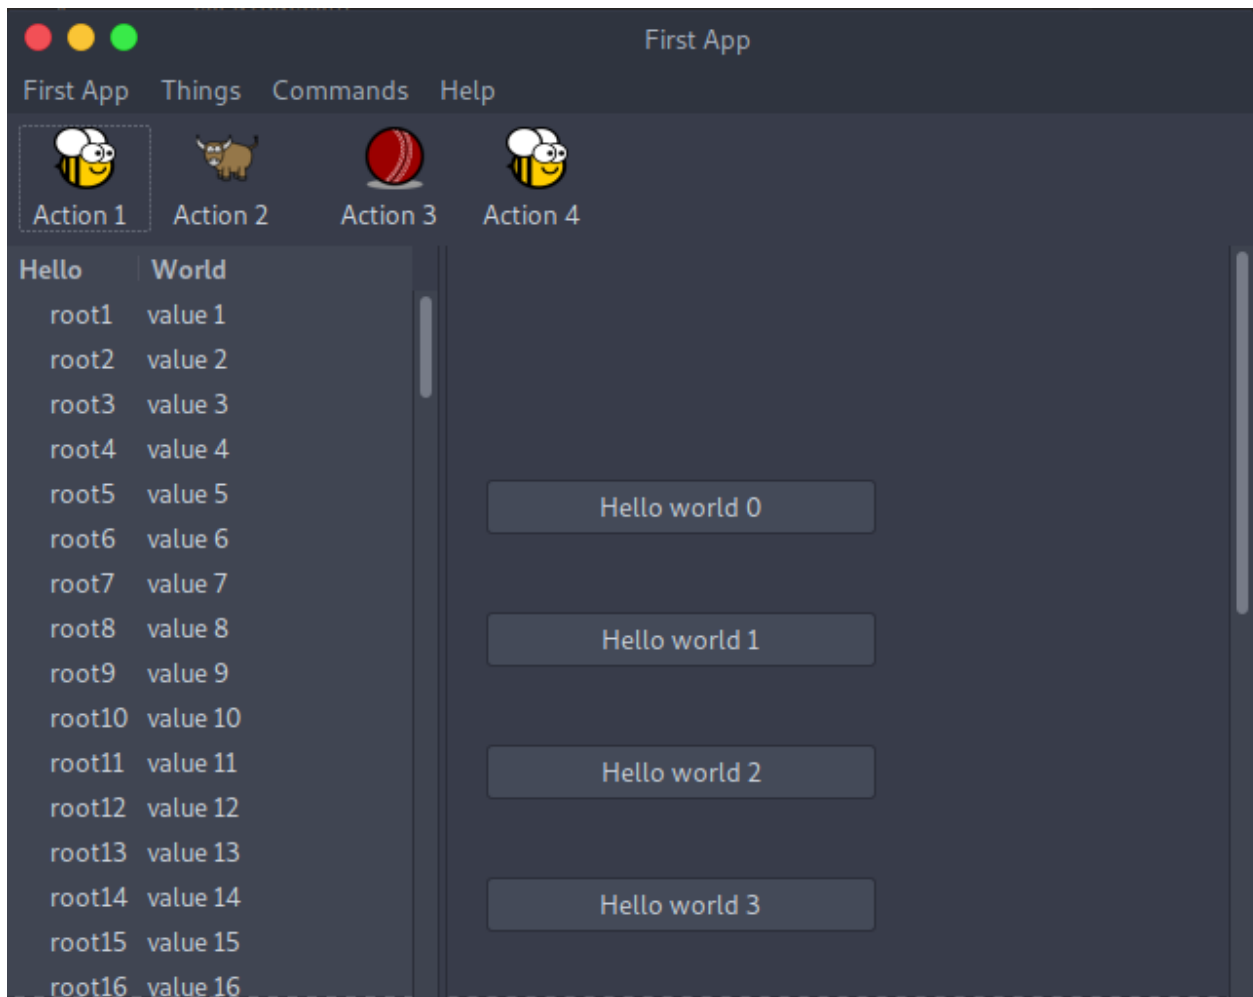 First App
First App Things Commands Help
Action 1 Action 2 Action 3 Action 4
Hello World
root1 value 1
root2 value 2
root3 value 3
root4 value 4
root5 value 5
root6 value 6
root7 value 7
root8 value 8
root9 value 9
root10 value 10
root11 value 11
root12 value 12
root13 value 13
root14 value 14
root15 value 15
root16 value 16
Hello world 0
Hello world 1
Hello world 2
Hello world 3